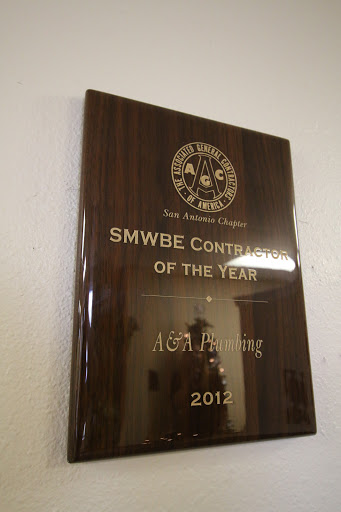 THE ASSOCIATED GENERAL CONTRACTORS
OF AMERICA
AGC
San Antonio Chapter
SMWBE CONTRACTOR
OF THE YEAR
A&A Plumbing
2012